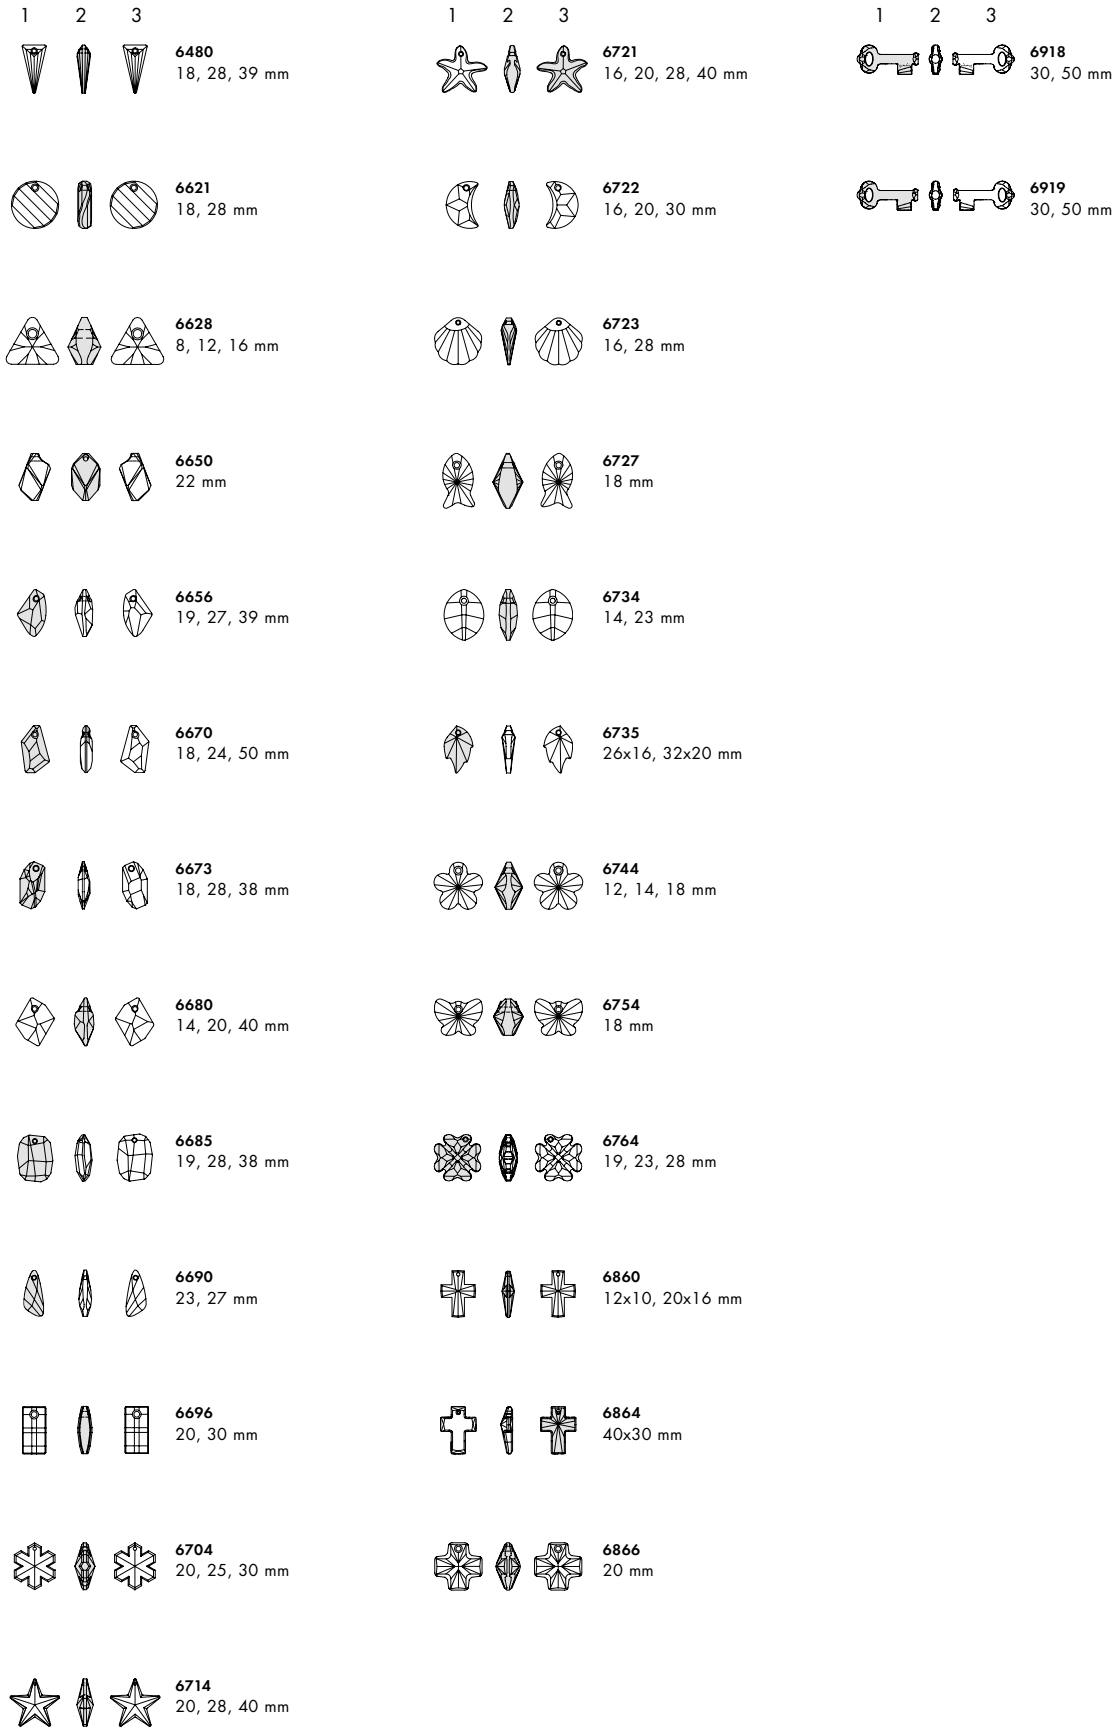 1 2 3
6480
18, 28, 39 mm
6621
18, 28 mm
6628
8, 12, 16 mm
6650
22 mm
6656
19, 27, 39 mm
6670
18, 24, 50 mm
6673
18, 28, 38 mm
6680
14, 20, 40 mm
6685
19, 28, 38 mm
6690
23, 27 mm
6696
20, 30 mm
6704
20, 25, 30 mm
6714
20, 28, 40 mm
1 2 3
6721
16, 20, 28, 40 mm
6722
16, 20, 30 mm
6723
16, 28 mm
6727
18 mm
6734
14, 23 mm
6735
26x16, 32x20 mm
6744
12, 14, 18 mm
6754
18 mm
6764
19, 23, 28 mm
6860
12x10, 20x16 mm
6864
40x30 mm
6866
20 mm
1 2 3
6918
30, 50 mm
6919
30, 50 mm